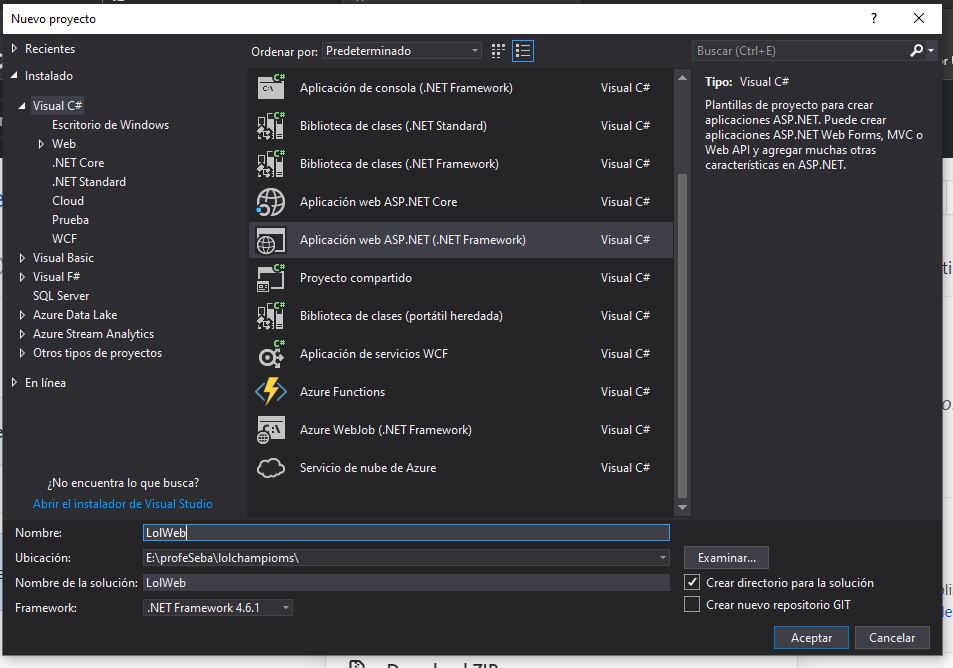 Nuevo proyecto
?
Recientes
Instalado
Visual C#
Escritorio de Windows
Web
.NET Core
.NET Standard
Cloud
Prueba
WCF
Visual Basic
Visual F#
SQL Server
Azure Data Lake
Azure Stream Analytics
Otros tipos de proyectos
En línea
¿No encuentra lo que busca?
Abrir el instalador de Visual Studio
Ordenar por: Predeterminado
Aplicación de consola (.NET Framework) Visual C#
Biblioteca de clases (.NET Standard) Visual C#
Biblioteca de clases (.NET Framework) Visual C#
Aplicación web ASP.NET Core Visual C#
Aplicación web ASP.NET (.NET Framework) Visual C#
Proyecto compartido Visual C#
Biblioteca de clases (portátil heredada) Visual C#
Aplicación de servicios WCF Visual C#
Azure Functions Visual C#
Azure WebJob (.NET Framework) Visual C#
Servicio de nube de Azure Visual C#
Buscar (Ctrl+E)
Tipo: Visual C#
Plantillas de proyecto para crear
aplicaciones ASP.NET. Puede crear
aplicaciones ASP.NET Web Forms, MVC o
Web API y agregar muchas otras
características en ASP.NET.
Nombre: LolWeb
Ubicación: E:\profeSeba\lolchampioms\
Examinar...
Nombre de la solución: LolWeb
Crear directorio para la solución
Framework: .NET Framework 4.6.1
Crear nuevo repositorio GIT
Aceptar Cancelar